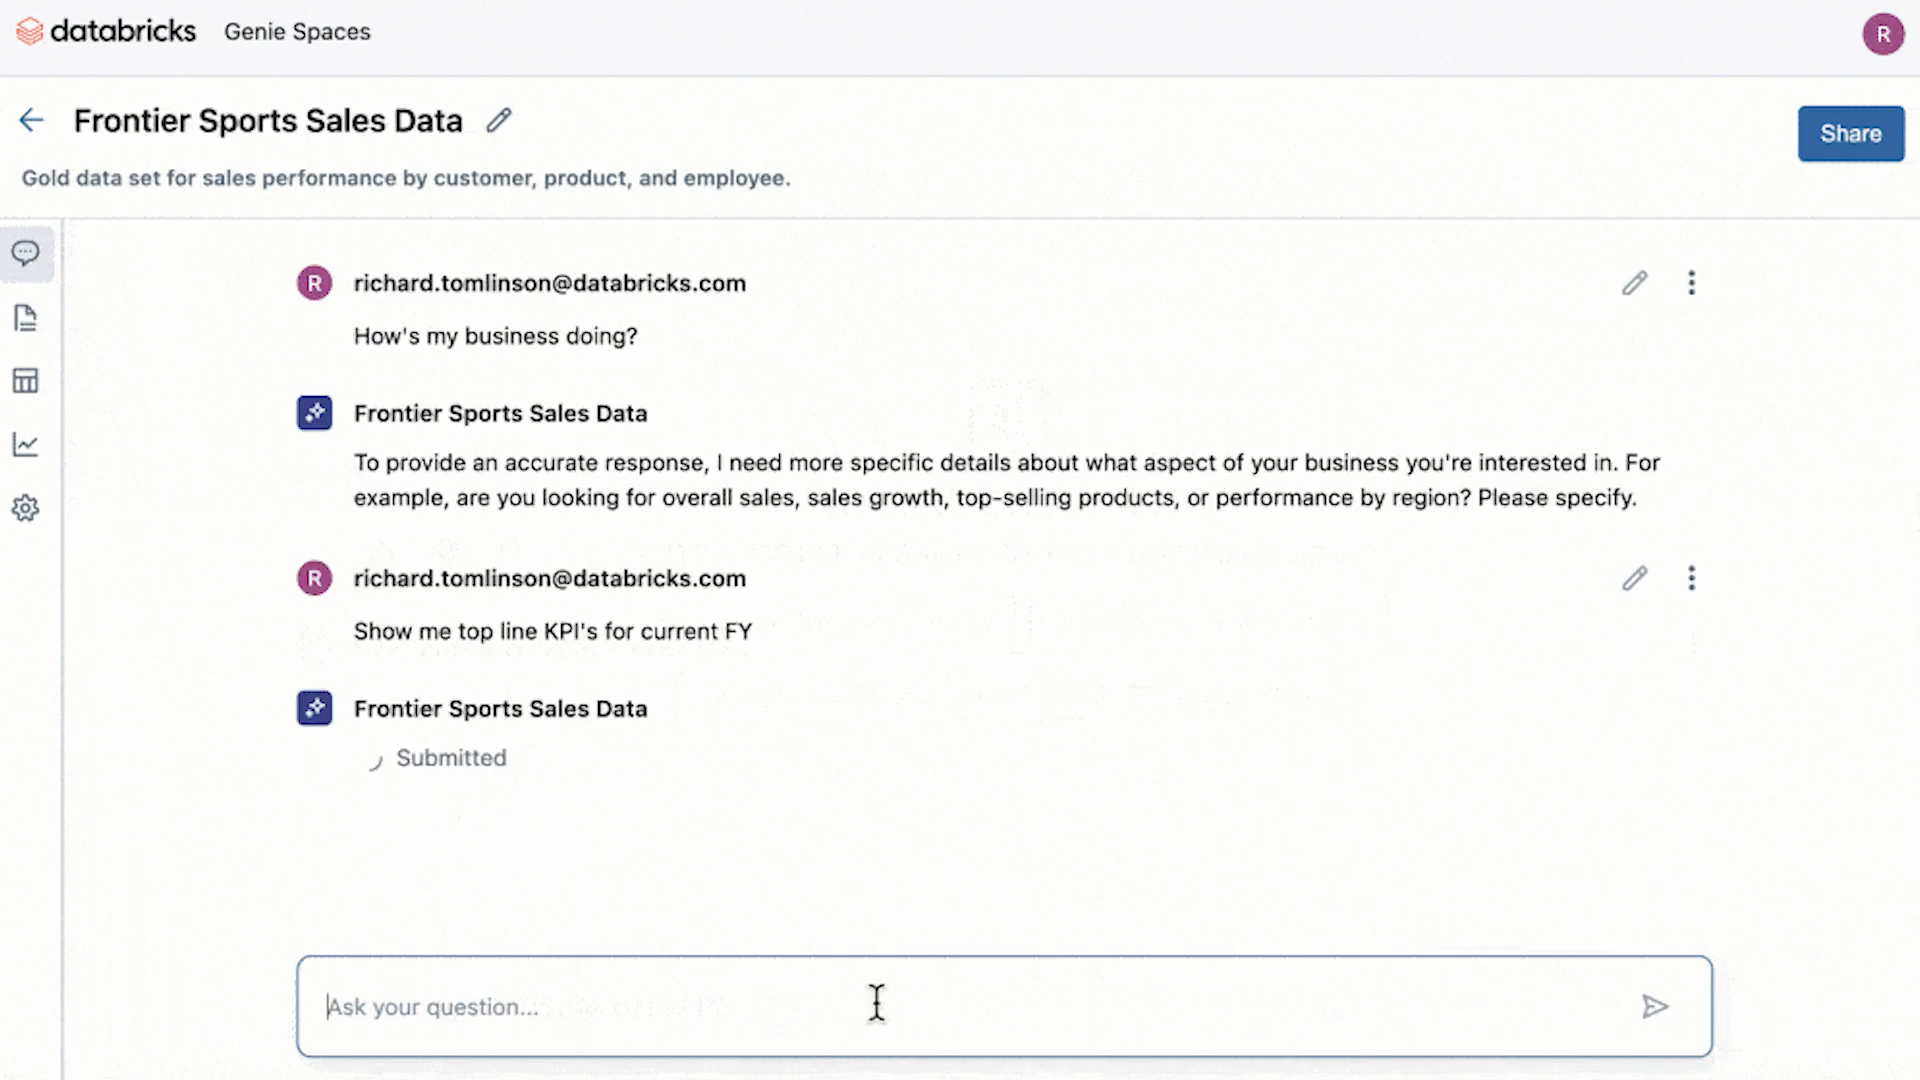 databricks Genie Spaces
R
Frontier Sports Sales Data
Share
Gold data set for sales performance by customer, product, and employee.
R richard.tomlinson@databricks.com
How's my business doing?
Frontier Sports Sales Data
To provide an accurate response, I need more specific details about what aspect of your business you're interested in. For
example, are you looking for overall sales, sales growth, top-selling products, or performance by region? Please specify.
R richard.tomlinson@databricks.com
Show me top line KPI's for current FY
Frontier Sports Sales Data
Submitted
Ask your question...